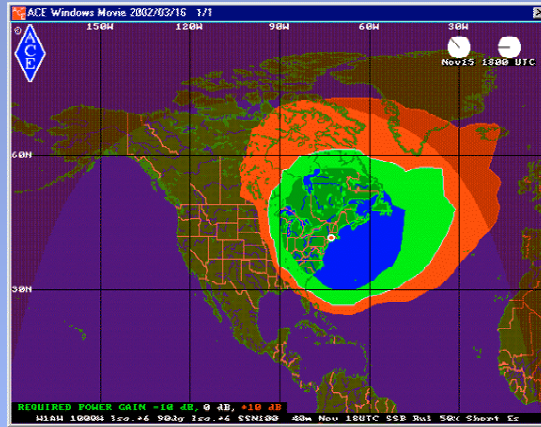 ACE Windows Movie 2002/03/16 1/1
150W 120W 90W 60W 30W
ACE
Nov15 1800 UTC
60N
30N
REQUIRED POWER GAIN -10 dB, 0 dB, +10 dB
W1AW 1000W Iso.+6 90dg Iso.+6 SSN100 40m Nov 18UTC SSB Rul 50% Short Es